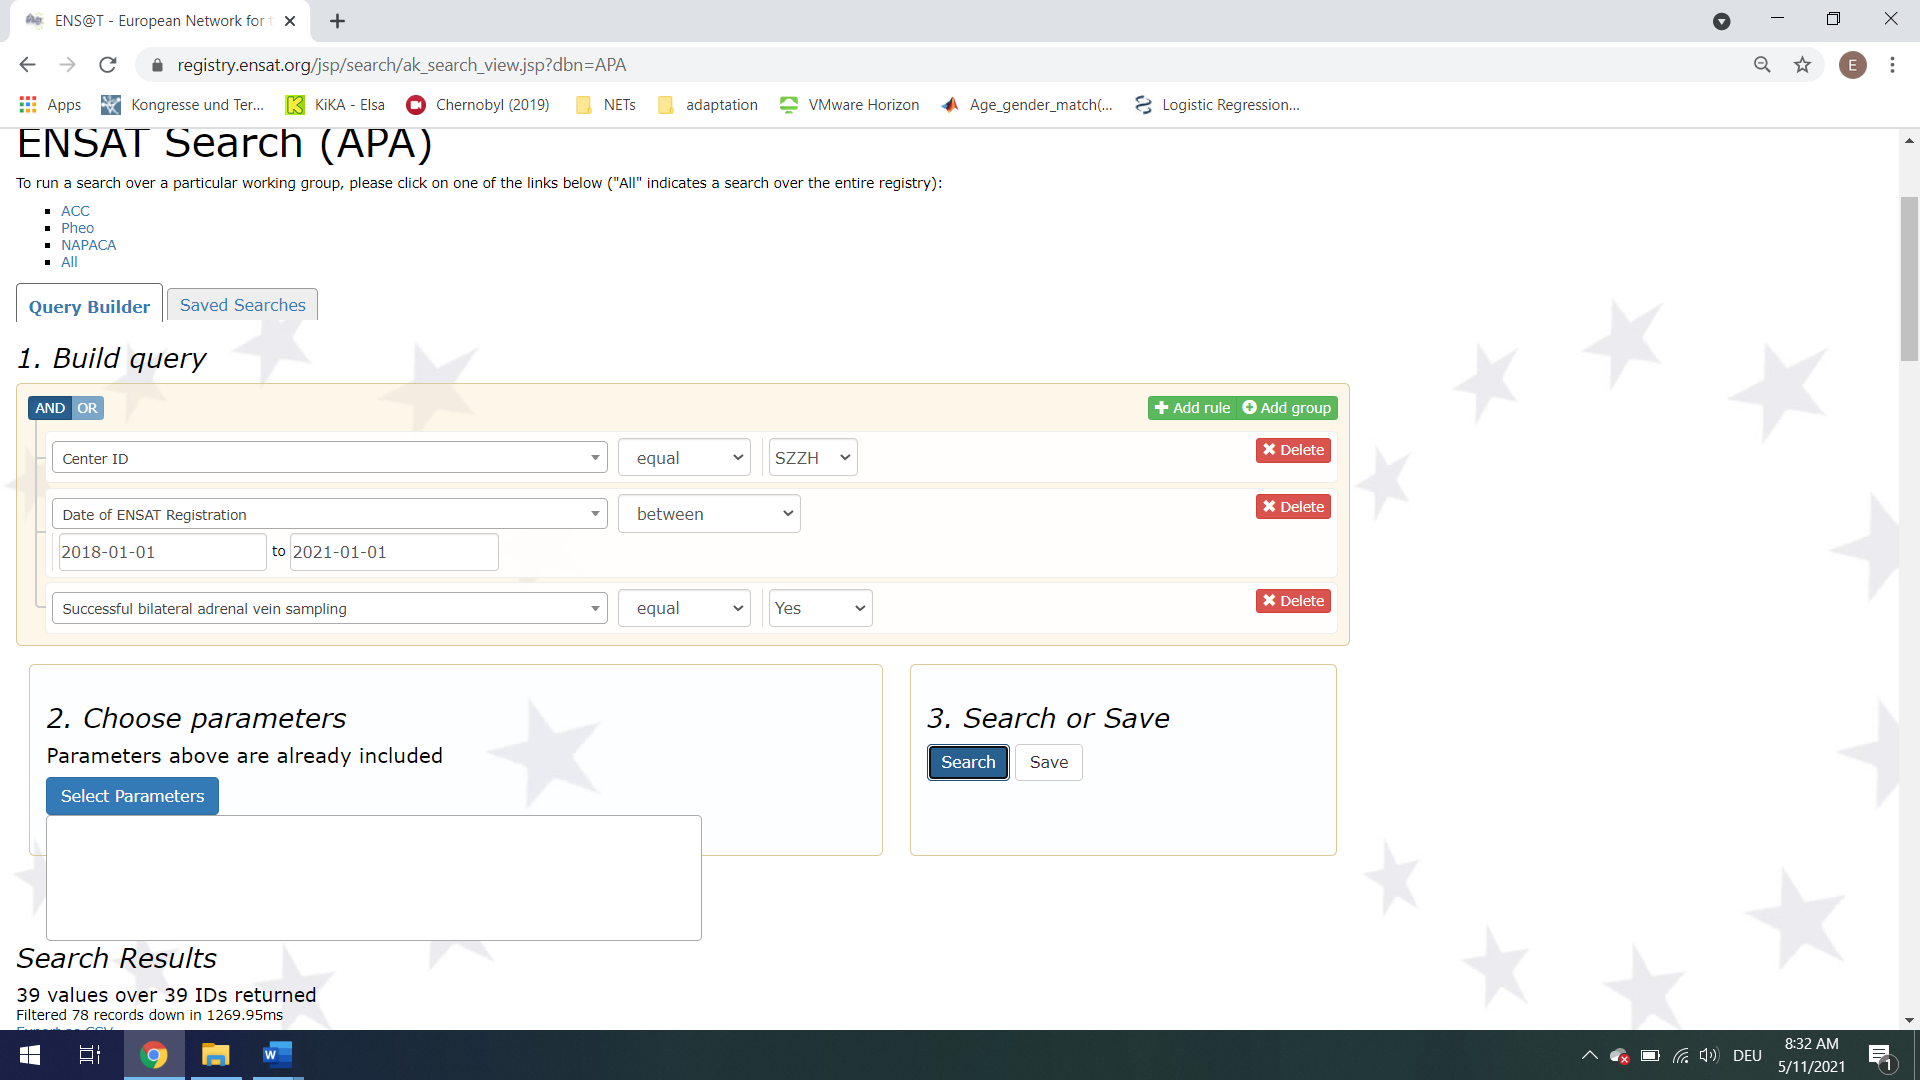 ENS@T - European Network for t
registry.ensat.org/jsp/search/ak_search_view.jsp?dbn=APA
E
Apps
Kongresse und Ter...
KiKA - Elsa
Chernobyl (2019)
NETs
adaptation
VMware Horizon
Age_gender_match(...
Logistic Regression...
ENSAT Search (APA)
To run a search over a particular working group, please click on one of the links below ("All" indicates a search over the entire registry):
ACC
Pheo
NAPACA
All
Query Builder
Saved Searches
1. Build query
AND OR
Add rule
Add group
Center ID
equal
SZZH
Delete
Date of ENSAT Registration
between
Delete
2018-01-01 to 2021-01-01
Successful bilateral adrenal vein sampling
equal
Yes
Delete
2. Choose parameters
Parameters above are already included
Select Parameters
3. Search or Save
Search
Save
Search Results
39 values over 39 IDs returned
Filtered 78 records down in 1269.95ms
Export as CSV
W
DEU
8:32 AM
5/11/2021
1